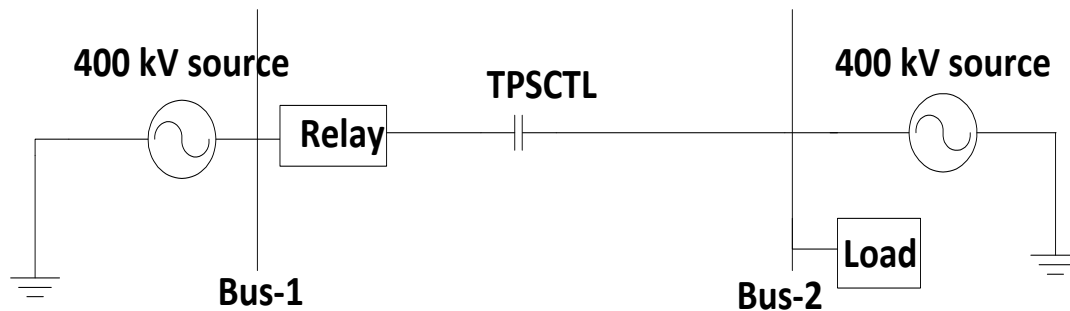 400 kV source
400 kV source
TPSCTL
Relay
Load
Bus-1
Bus-2